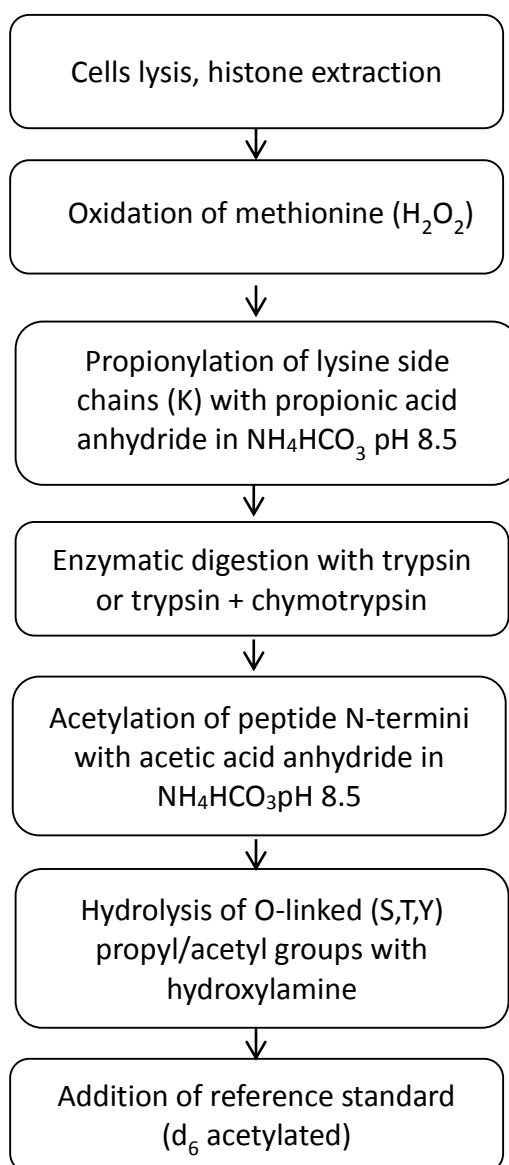 Cells lysis, histone extraction
Oxidation of methionine (H₂O₂)
Propionylation of lysine side
chains (K) with propionic acid
anhydride in NH₄HCO₃ pH 8.5
Enzymatic digestion with trypsin
or trypsin + chymotrypsin
Acetylation of peptide N-termini
with acetic acid anhydride in
NH₄HCO₃pH 8.5
Hydrolysis of O-linked (S,T,Y)
propyl/acetyl groups with
hydroxylamine
Addition of reference standard
(d₆ acetylated)